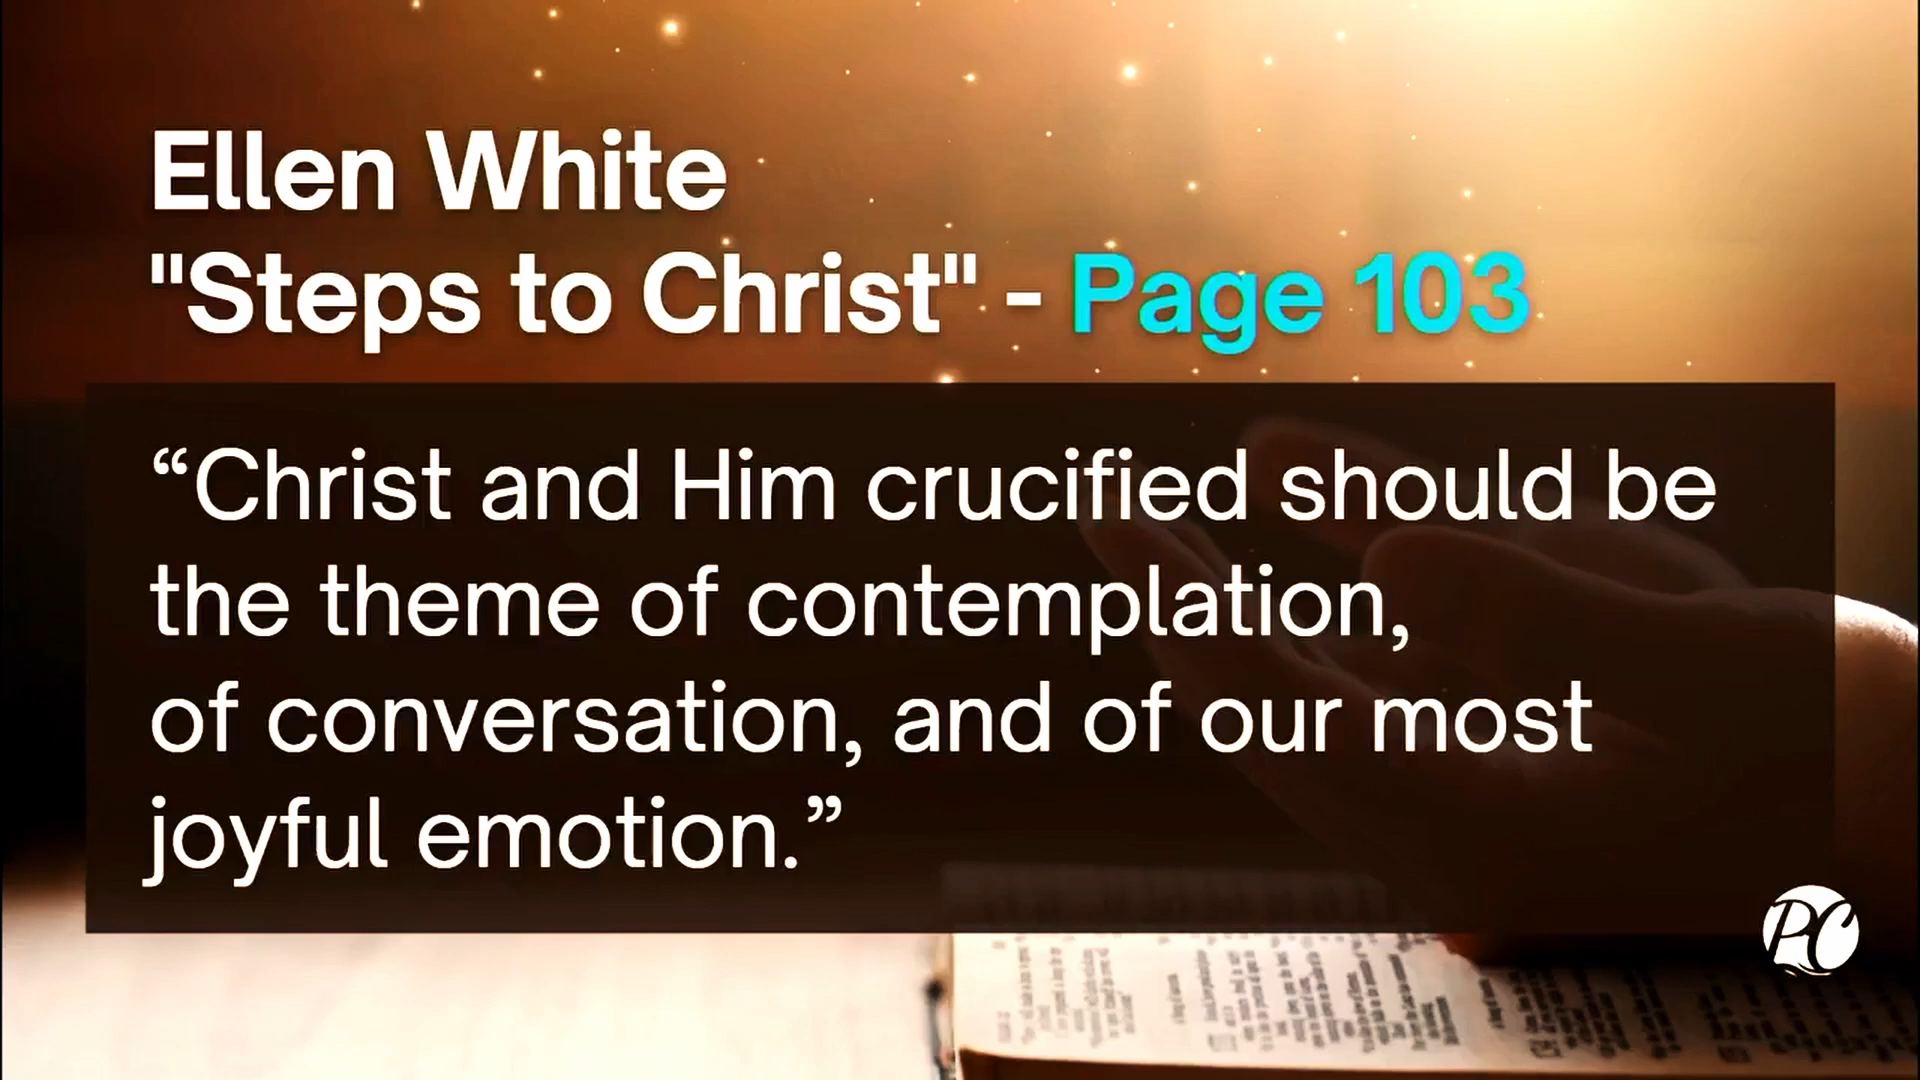 Ellen White
"Steps to Christ" - Page 103
“Christ and Him crucified should be
the theme of contemplation,
of conversation, and of our most
joyful emotion.”
PC